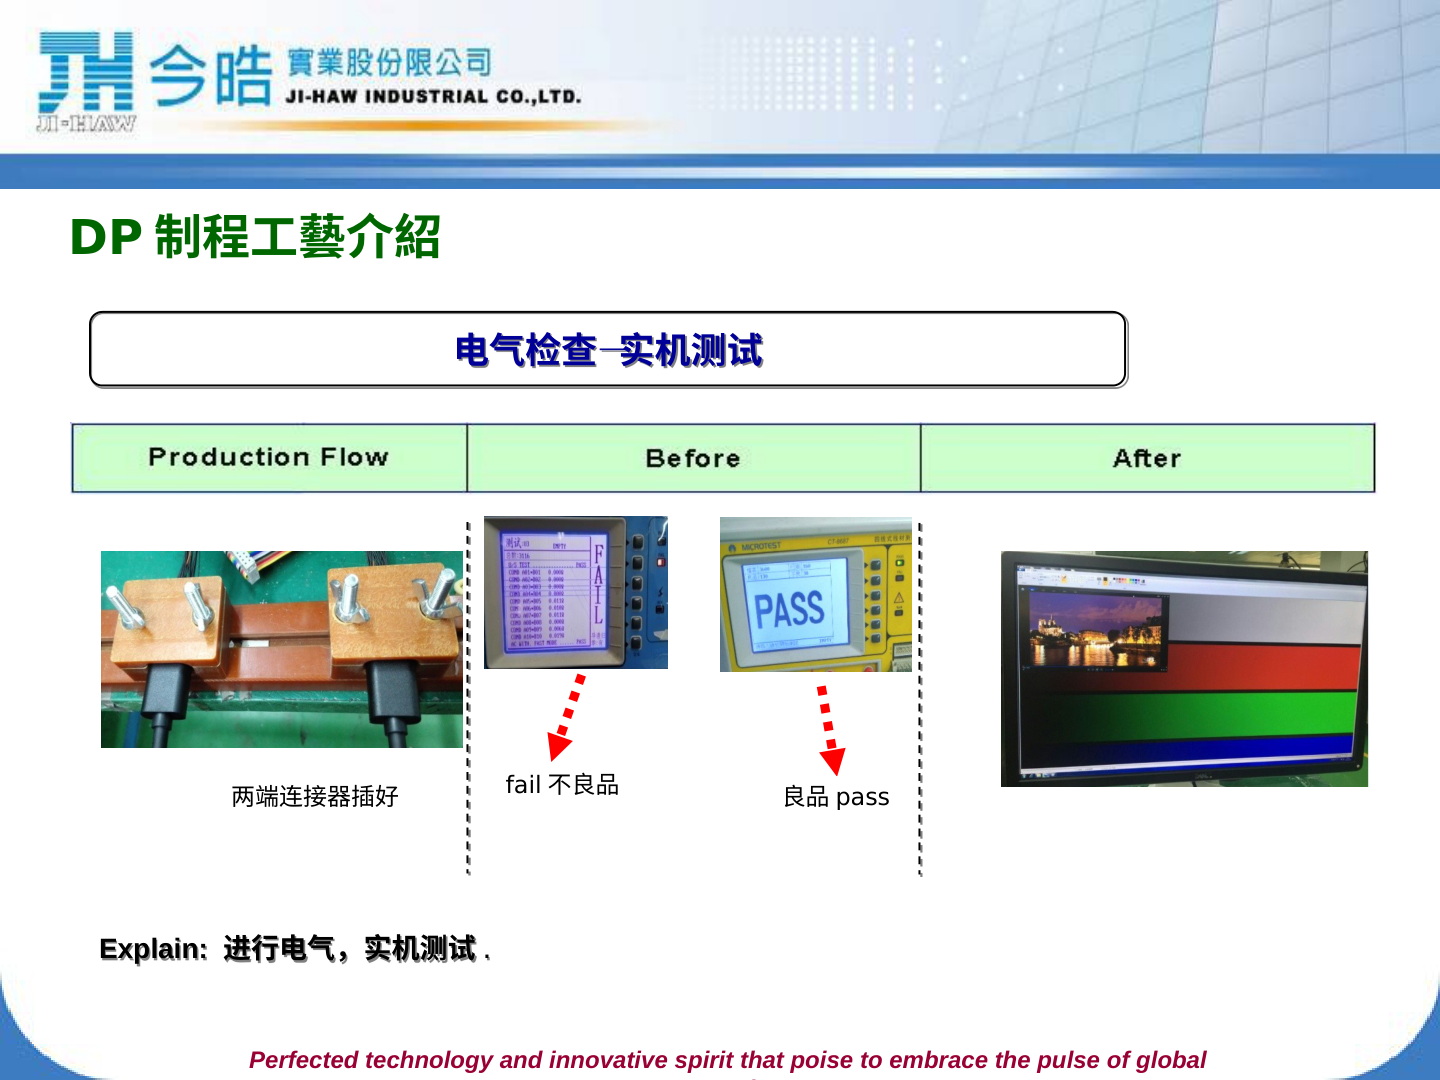 JI-HAW
今皓
實業股份限公司
JI-HAW INDUSTRIAL CO.,LTD.
DP 制程工藝介紹
电气检查—实机测试
Production Flow
Before
After
测试
FAIL
MICROTEST
PASS
两端连接器插好
fail 不良品
良品 pass
Explain: 进行电气，实机测试 .
Perfected technology and innovative spirit that poise to embrace the pulse of global